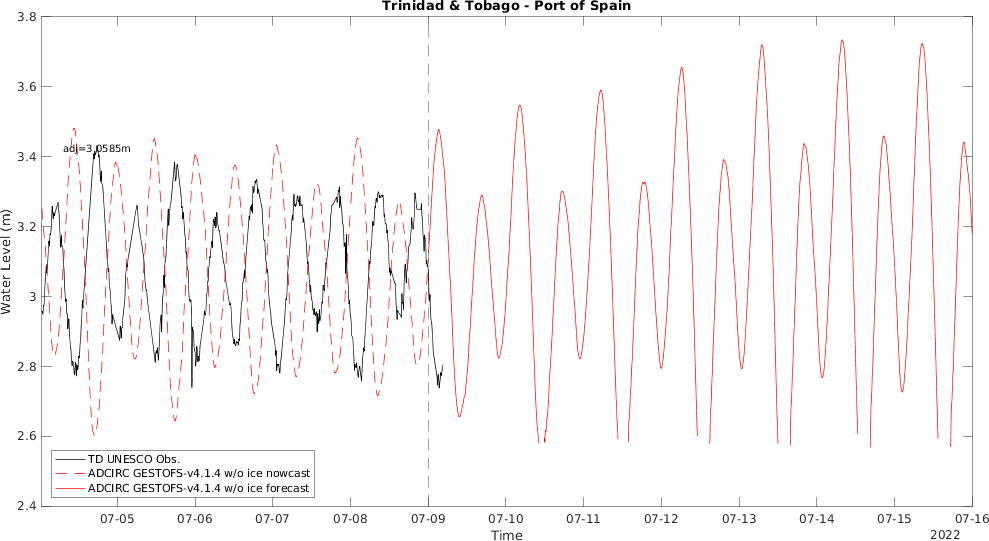 Trinidad & Tobago - Port of Spain
3.8
3.6
3.4
3.2
3
2.8
2.6
2.4
Water Level (m)
adj=3.0585m
TD UNESCO Obs.
ADCIRC GESTOFS-v4.1.4 w/o ice nowcast
ADCIRC GESTOFS-v4.1.4 w/o ice forecast
07-05 07-06 07-07 07-08 07-09 07-10 07-11 07-12 07-13 07-14 07-15 07-16
Time
2022